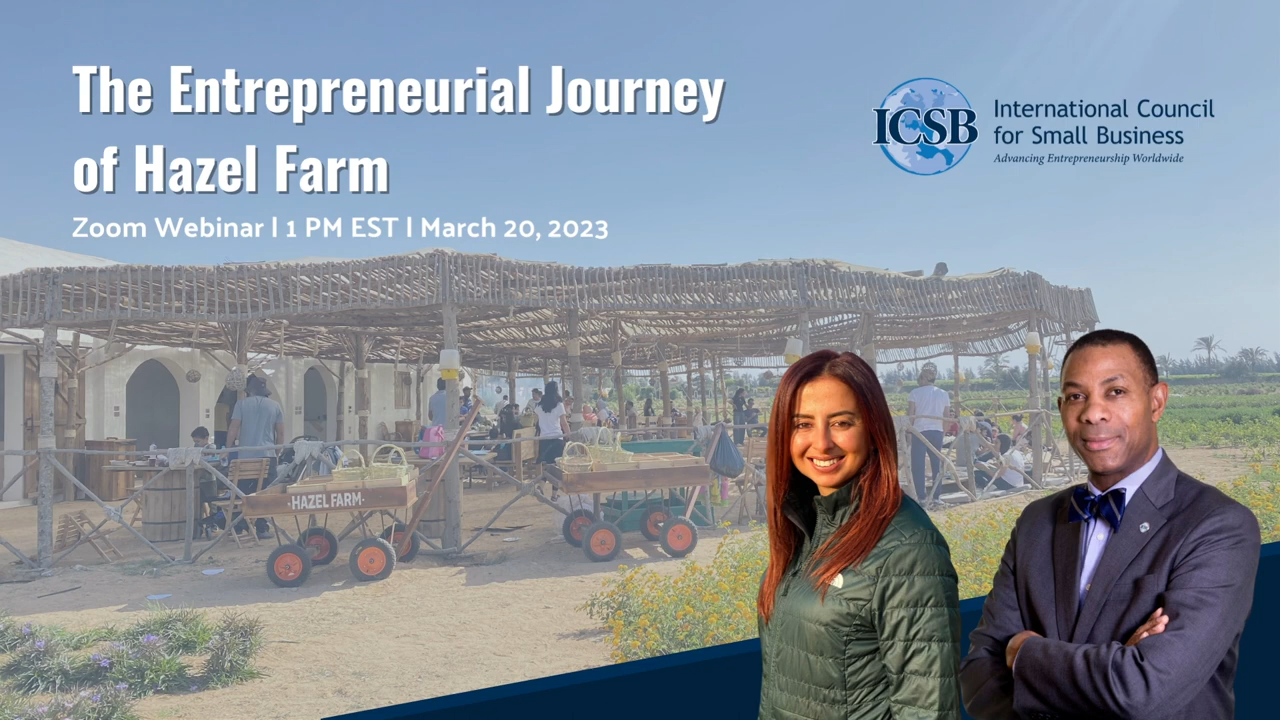 The Entrepreneurial Journey
of Hazel Farm
Zoom Webinar | 1 PM EST | March 20, 2023
ICSB
International Council
for Small Business
Advancing Entrepreneurship Worldwide
HAZEL FARM